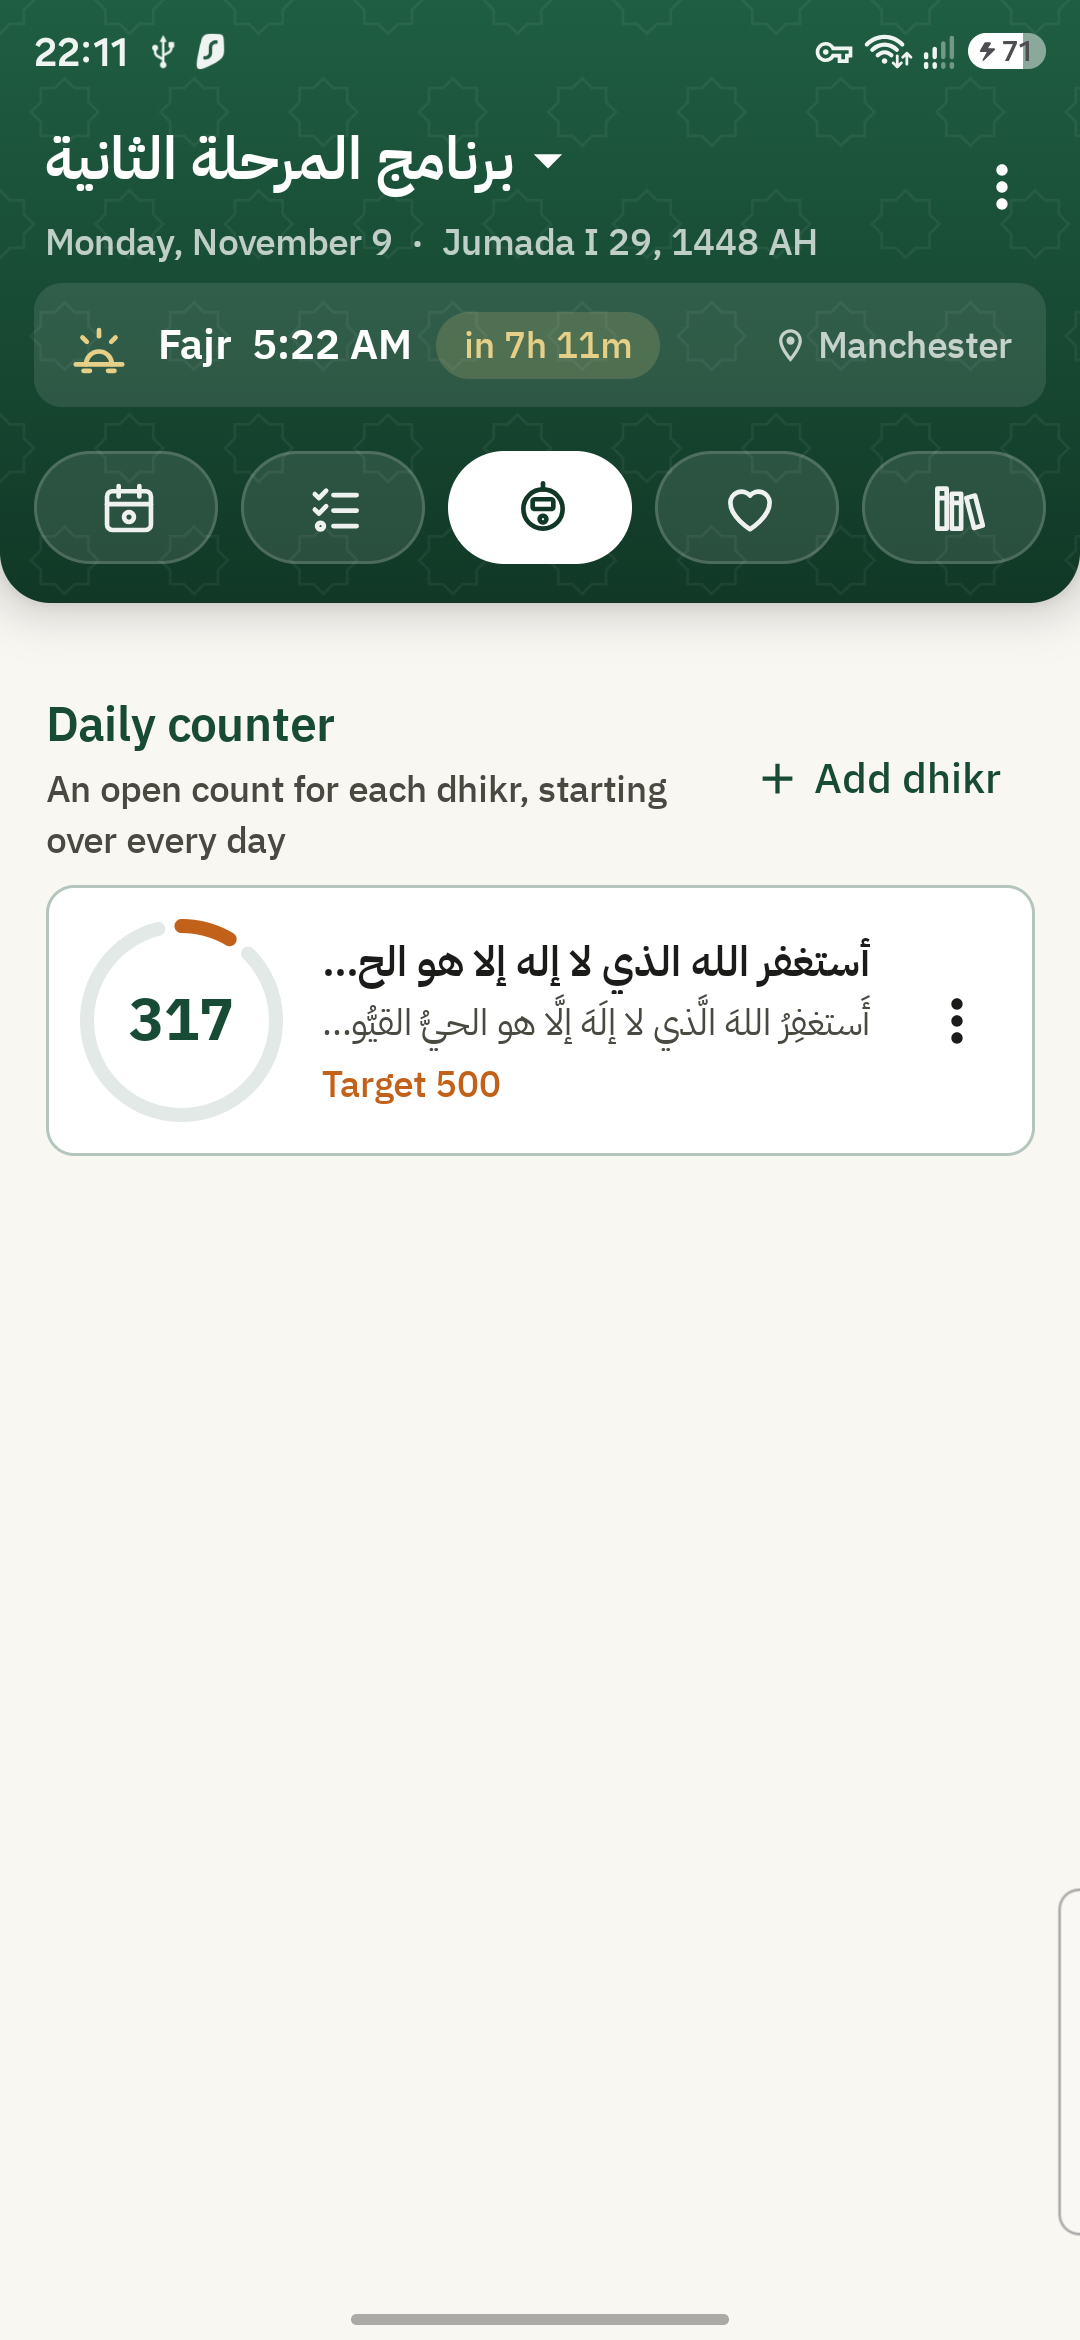 22:11
71
برنامج المرحلة الثانية
Monday, November 9 · Jumada I 29, 1448 AH
Fajr 5:22 AM in 7h 11m Manchester
Daily counter
An open count for each dhikr, starting
over every day
+ Add dhikr
317
أستغفر الله الذي لا إله إلا هو الح...
أَستغفِرُ اللهَ الَّذي لا إلَهَ إلَّا هو الحيُّ القيُّو...
Target 500